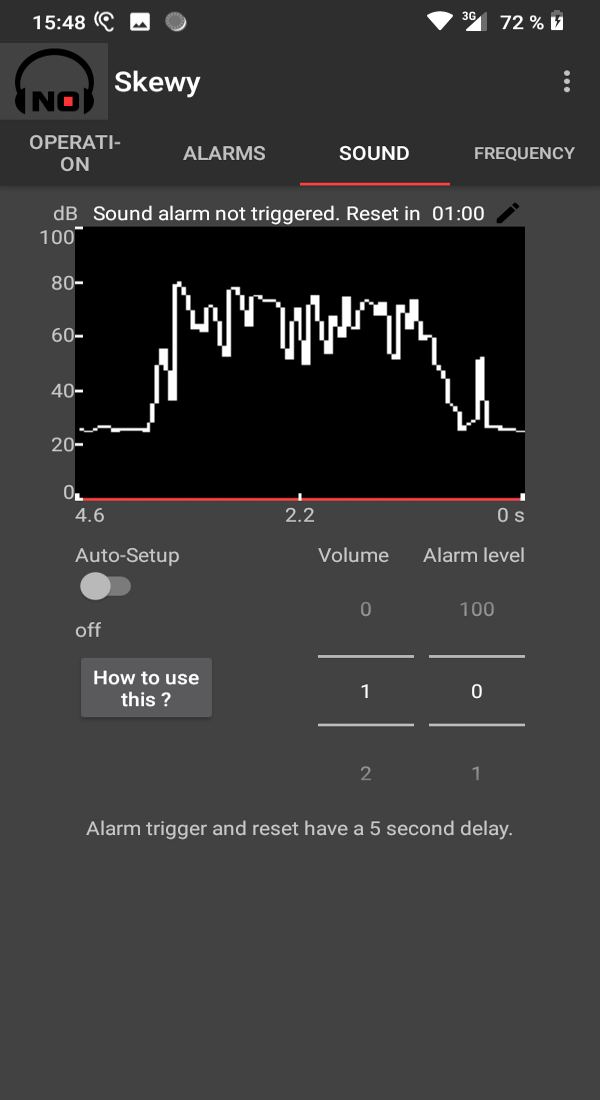 15:48 3G 72 %
NO
Skewy
OPERATI-
ON
ALARMS
SOUND
FREQUENCY
dB Sound alarm not triggered. Reset in 01:00
100
80
60
40
20
0
4.6 2.2 0 s
Auto-Setup Volume Alarm level
0 100
off
How to use
this ?
1 0
2 1
Alarm trigger and reset have a 5 second delay.